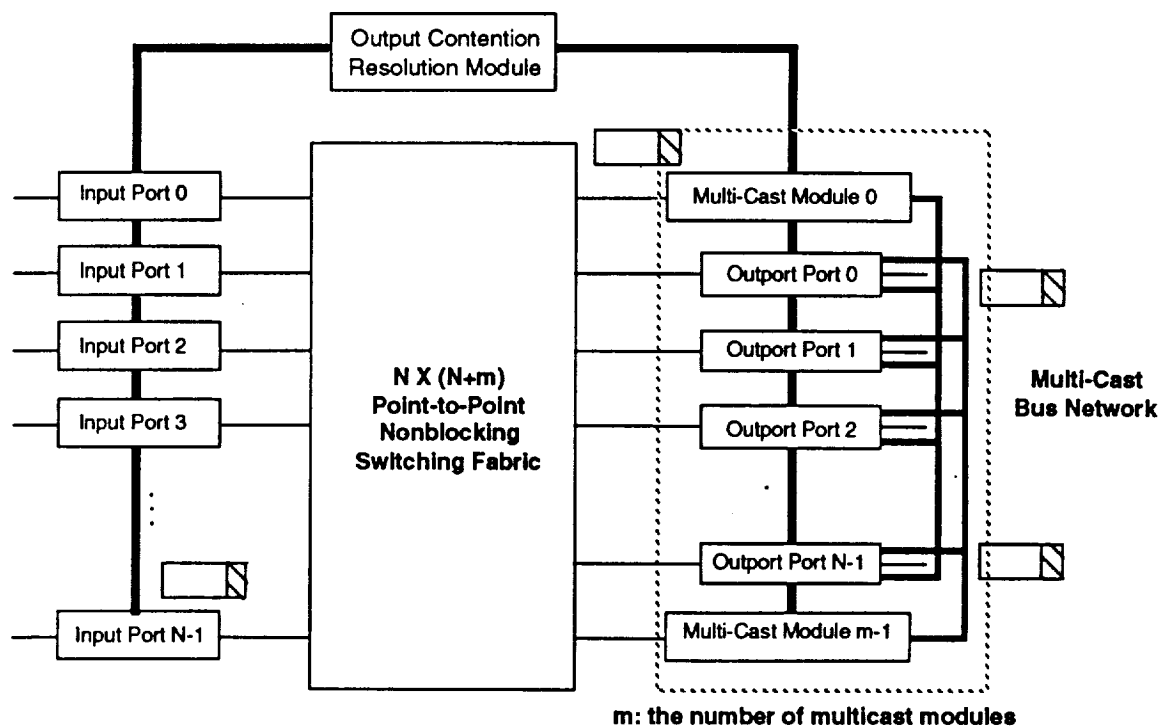 Output Contention
Resolution Module
Input Port 0
Input Port 1
Input Port 2
Input Port 3
Input Port N-1
N X (N+m)
Point-to-Point
Nonblocking
Switching Fabric
Multi-Cast Module 0
Outport Port 0
Outport Port 1
Outport Port 2
Outport Port N-1
Multi-Cast Module m-1
Multi-Cast
Bus Network
m: the number of multicast modules